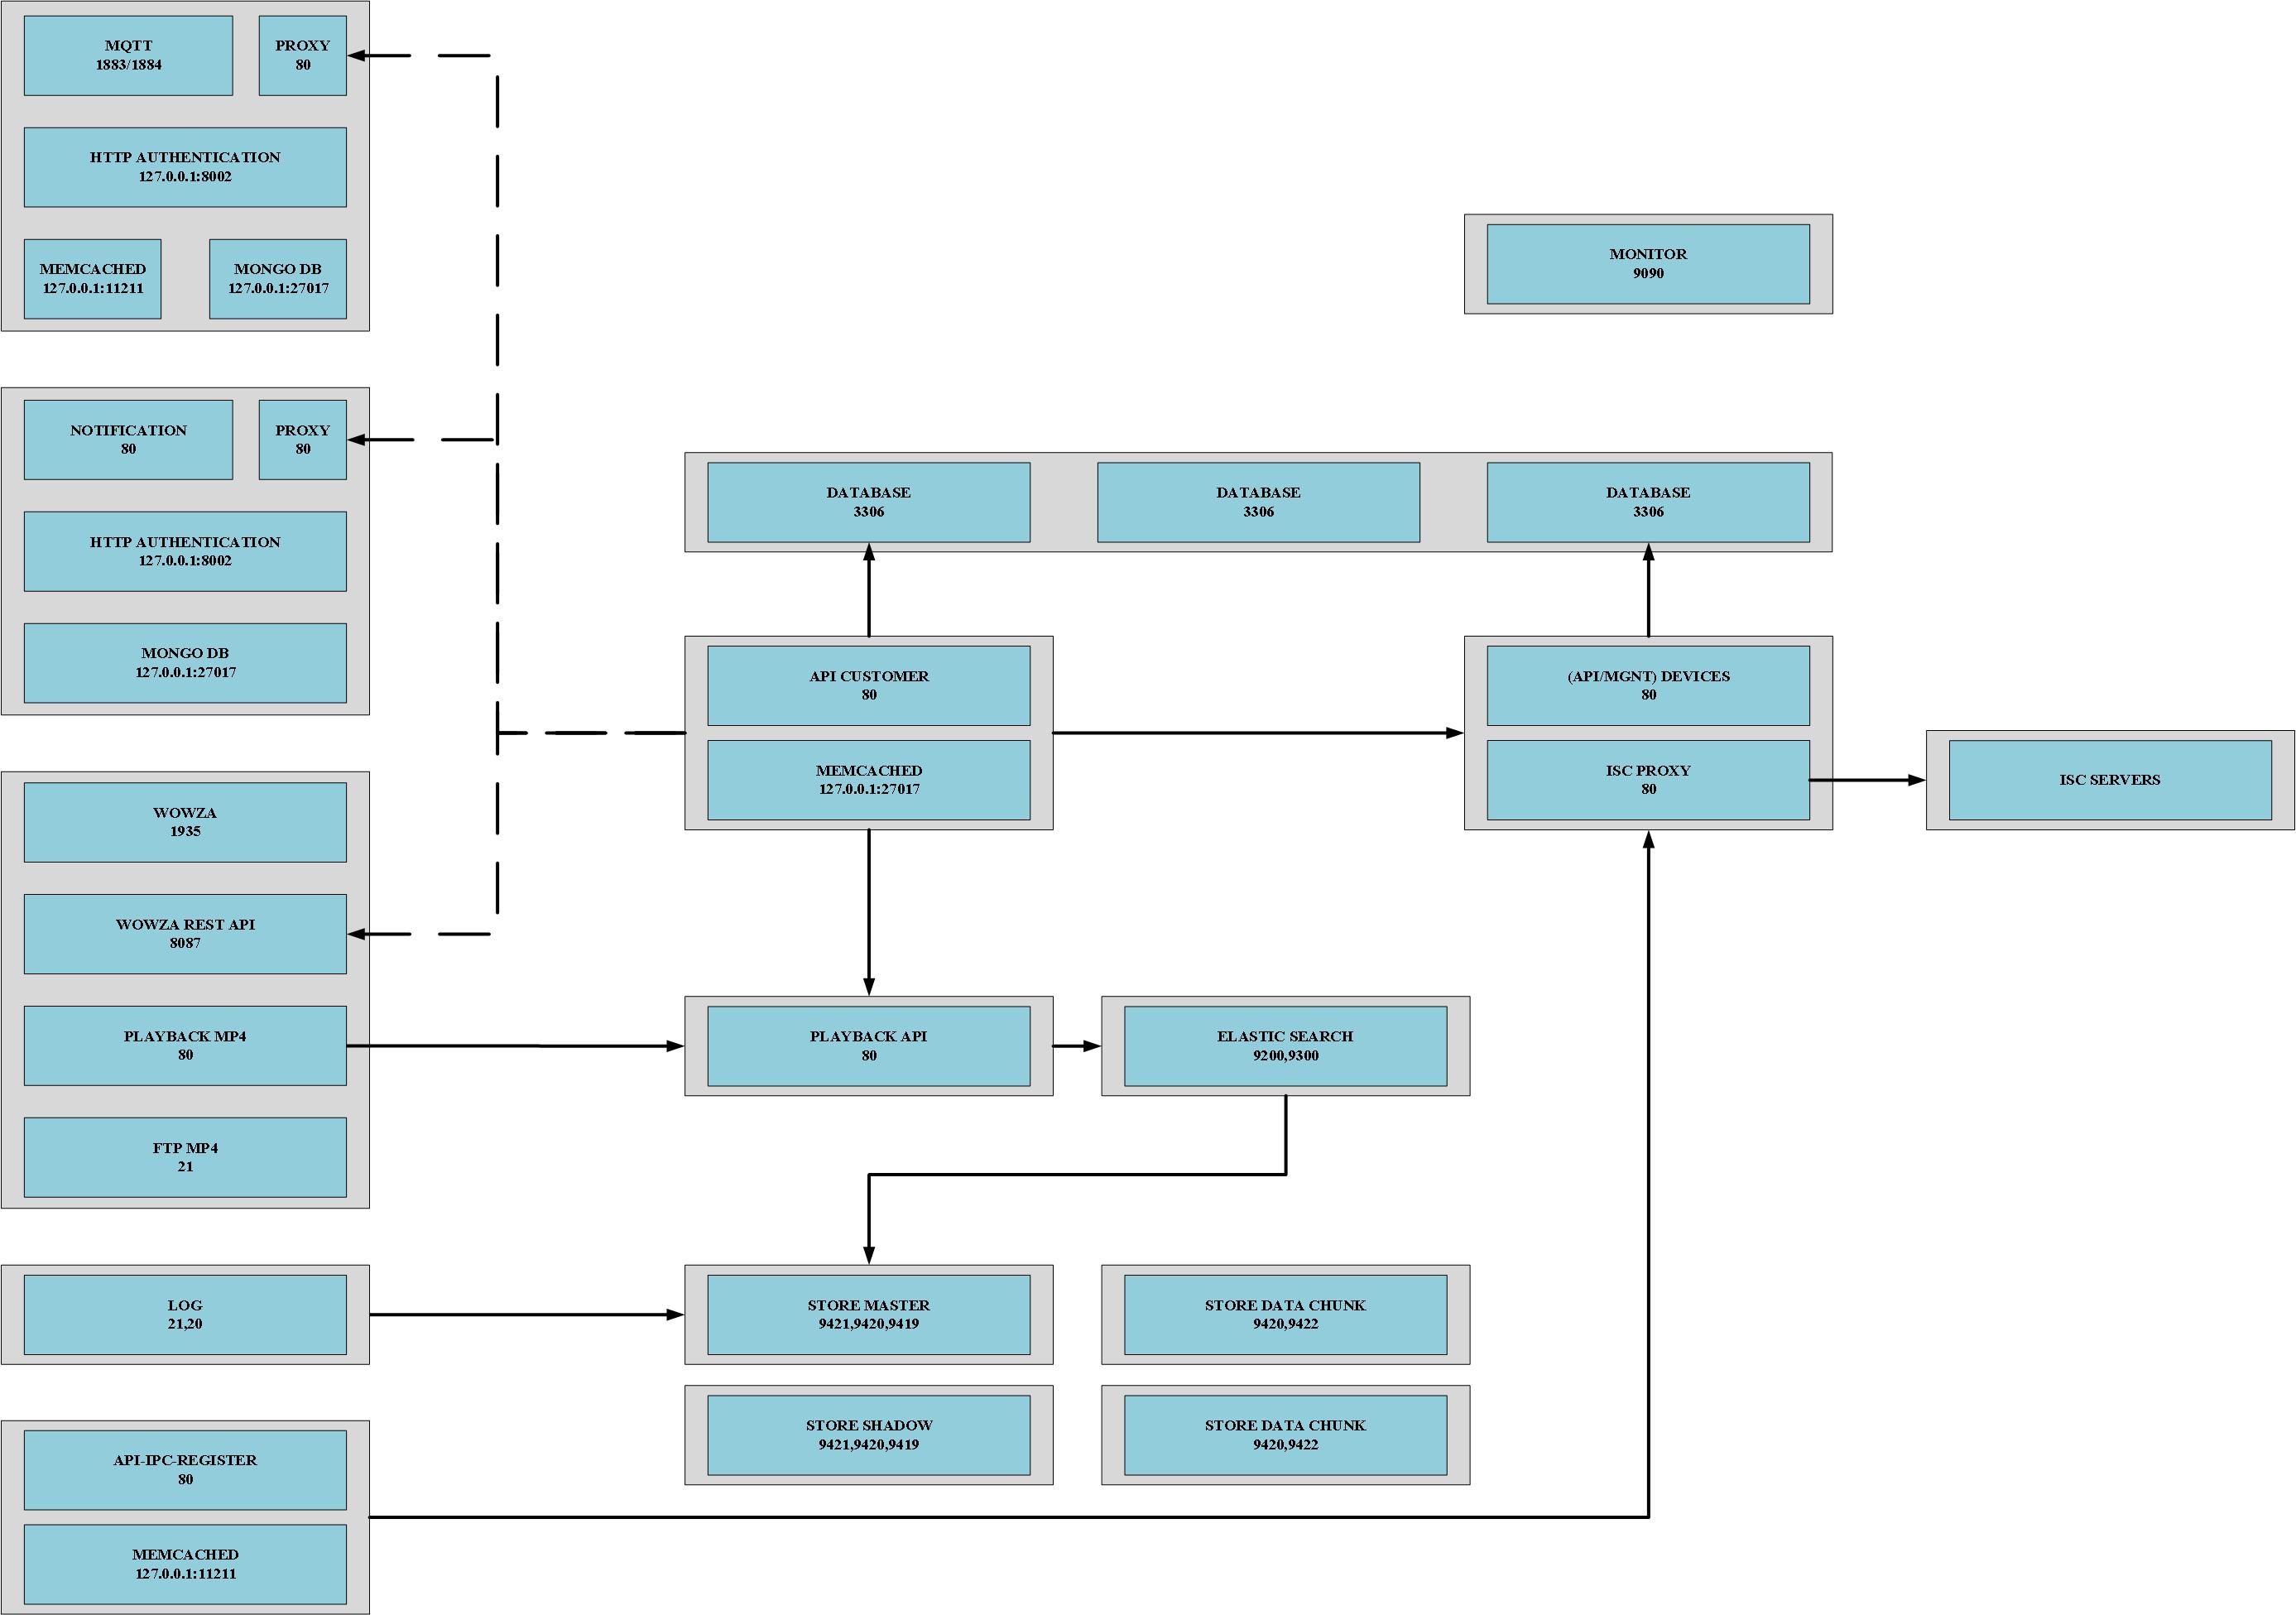 MQTT
1883/1884
PROXY
80
HTTP AUTHENTICATION
127.0.0.1:8002
MEMCACHED
127.0.0.1:11211
MONGO DB
127.0.0.1:27017
MONITOR
9090
NOTIFICATION
80
PROXY
80
HTTP AUTHENTICATION
127.0.0.1:8002
MONGO DB
127.0.0.1:27017
DATABASE
3306
DATABASE
3306
DATABASE
3306
API CUSTOMER
80
MEMCACHED
127.0.0.1:27017
(API/MGNT) DEVICES
80
ISC PROXY
80
ISC SERVERS
WOWZA
1935
WOWZA REST API
8087
PLAYBACK MP4
80
FTP MP4
21
PLAYBACK API
80
ELASTIC SEARCH
9200,9300
LOG
21,20
STORE MASTER
9421,9420,9419
STORE DATA CHUNK
9420,9422
STORE SHADOW
9421,9420,9419
STORE DATA CHUNK
9420,9422
API-IPC-REGISTER
80
MEMCACHED
127.0.0.1:11211